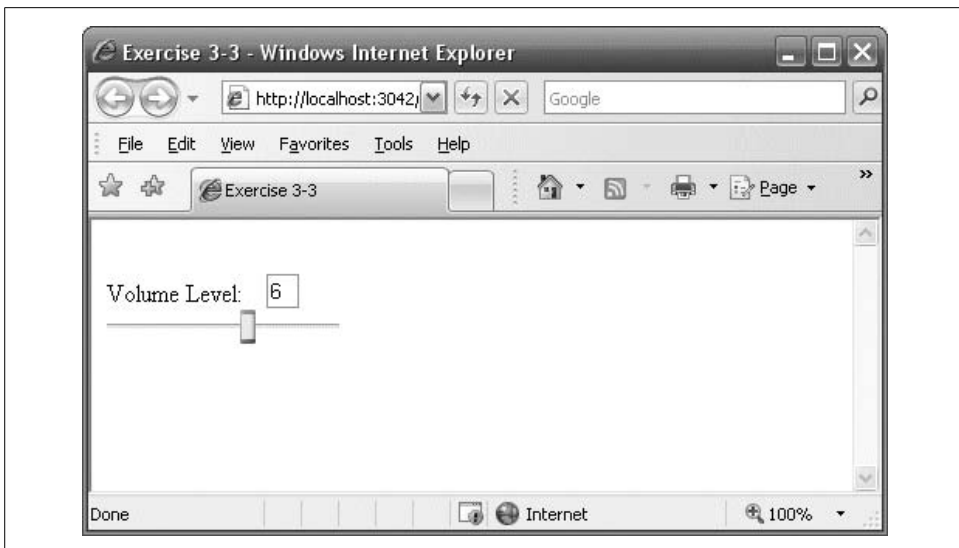 Exercise 3-3 - Windows Internet Explorer
http://localhost:3042/
Google
File Edit View Favorites Tools Help
Exercise 3-3
Page
Volume Level: 6
Done
Internet
100%